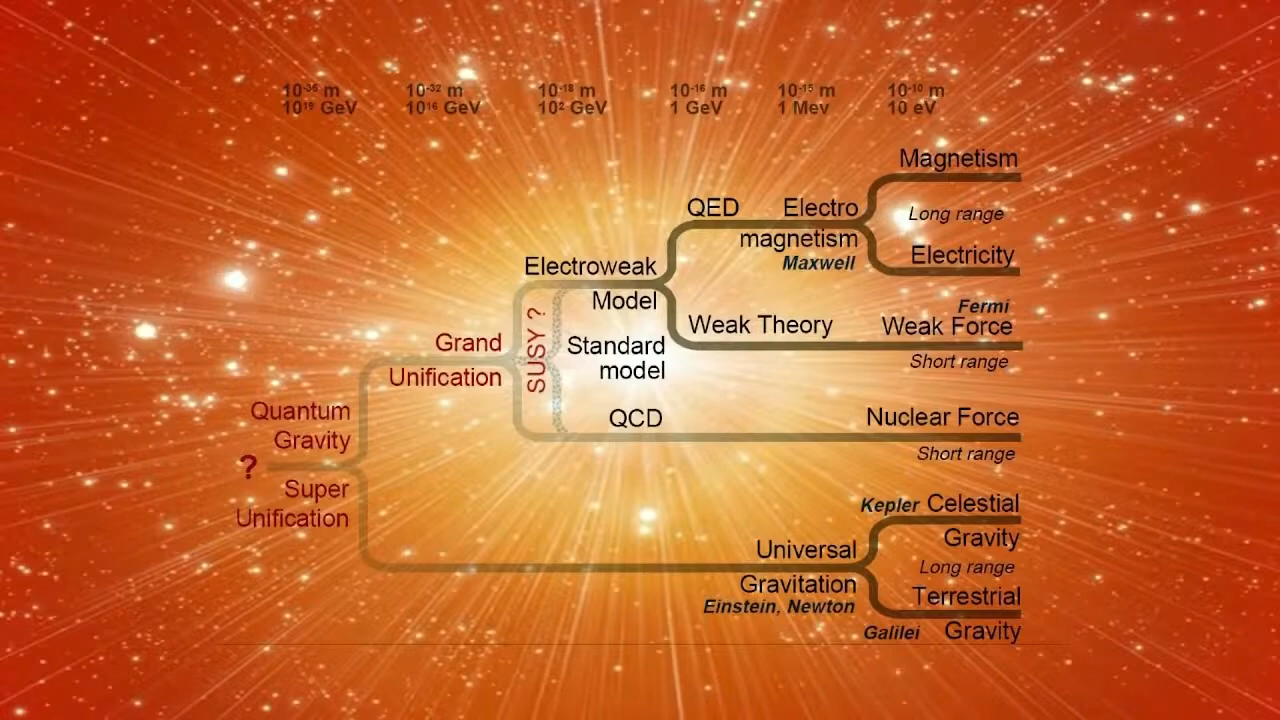 10⁻³⁶ m 10⁻³² m 10⁻¹⁸ m 10⁻¹⁶ m 10⁻¹⁵ m 10⁻¹⁰ m
10¹⁹ GeV 10¹⁶ GeV 10² GeV 1 GeV 1 Mev 10 eV
Magnetism
QED Electro
Long range
magnetism
Electricity
Maxwell
Electroweak
Model
Fermi
Weak Theory Weak Force
Short range
SUSY ?
Grand
Unification
Standard
model
QCD Nuclear Force
Short range
Quantum
Gravity
?
Super
Unification
Kepler Celestial
Gravity
Universal
Gravitation
Long range
Einstein, Newton
Terrestrial
Galilei Gravity